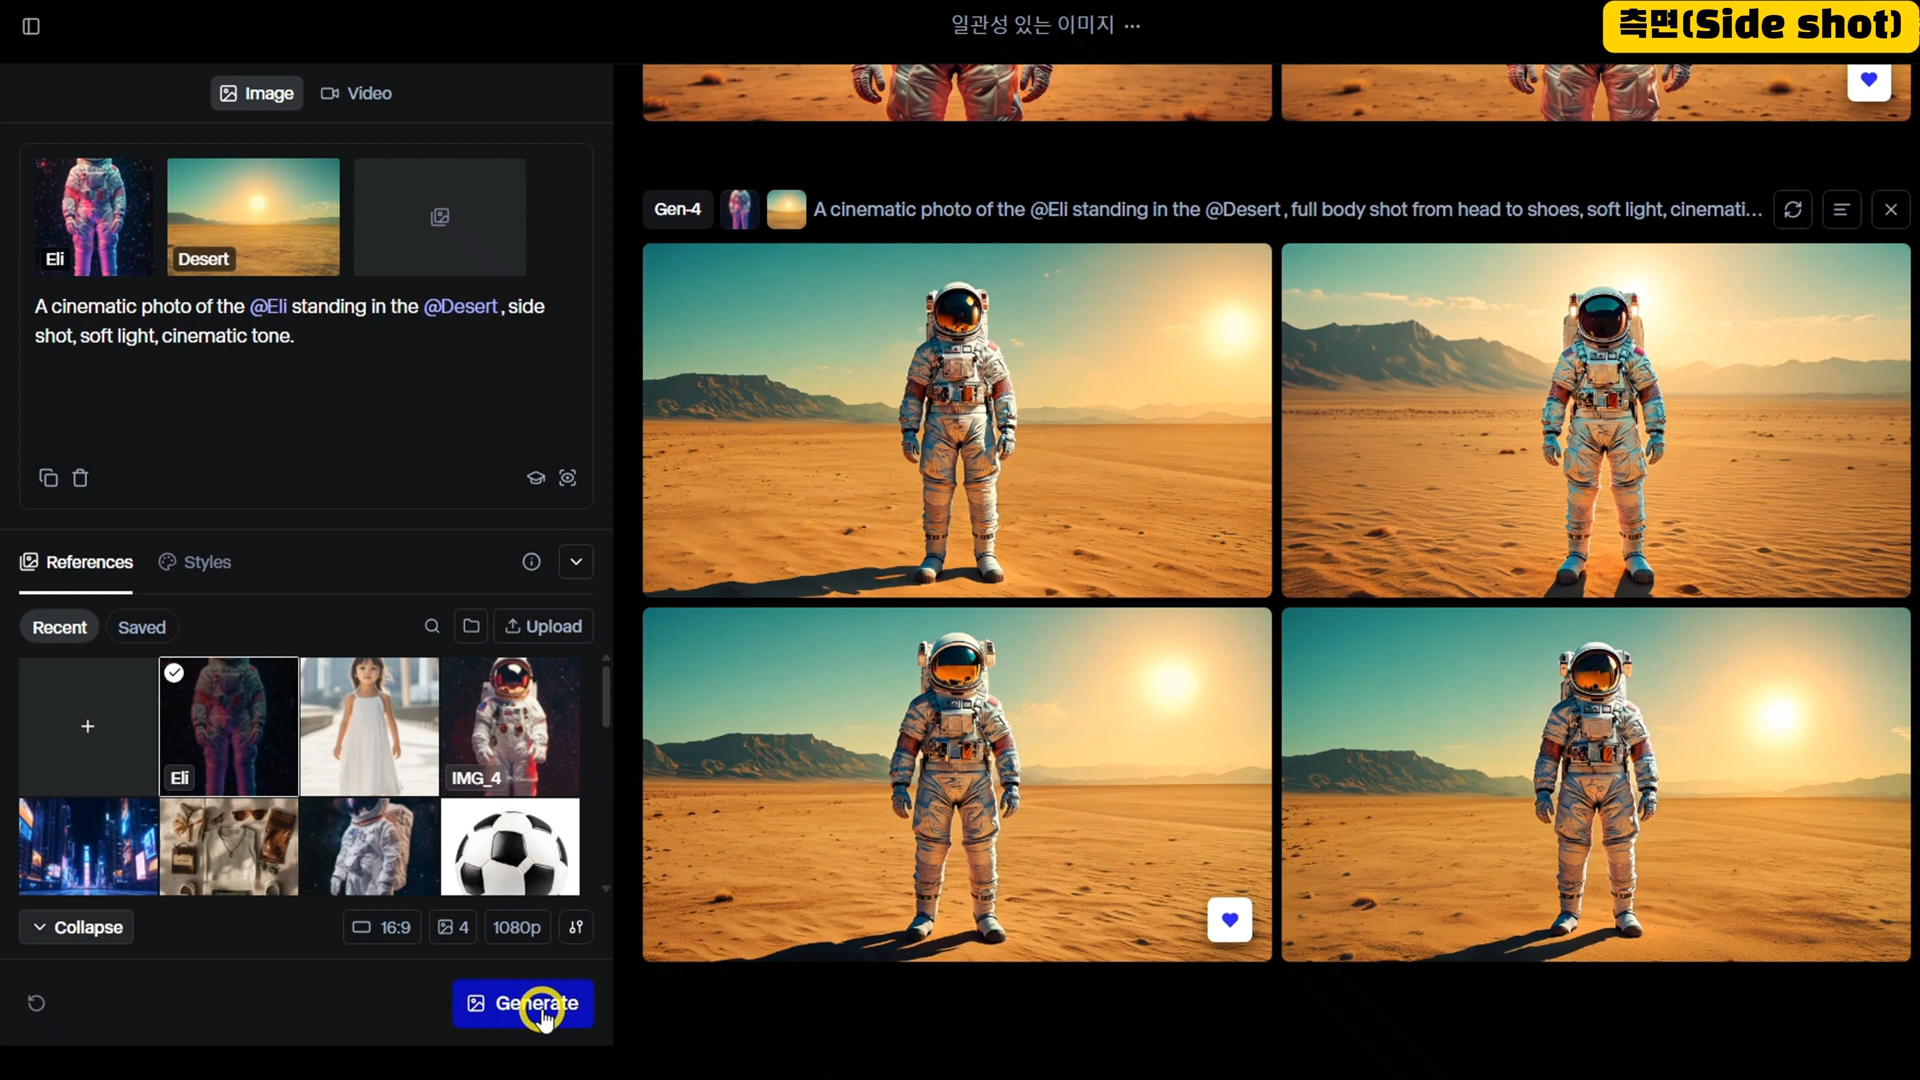 일관성 있는 이미지 ···
측면(Side shot)
Image
Video
Eli
Desert
A cinematic photo of the @Eli standing in the @Desert, side
shot, soft light, cinematic tone.
References
Styles
Recent
Saved
Upload
Eli
IMG_4
Collapse
16:9
4
1080p
Generate
Gen-4
A cinematic photo of the @Eli standing in the @Desert, full body shot from head to shoes, soft light, cinemati...